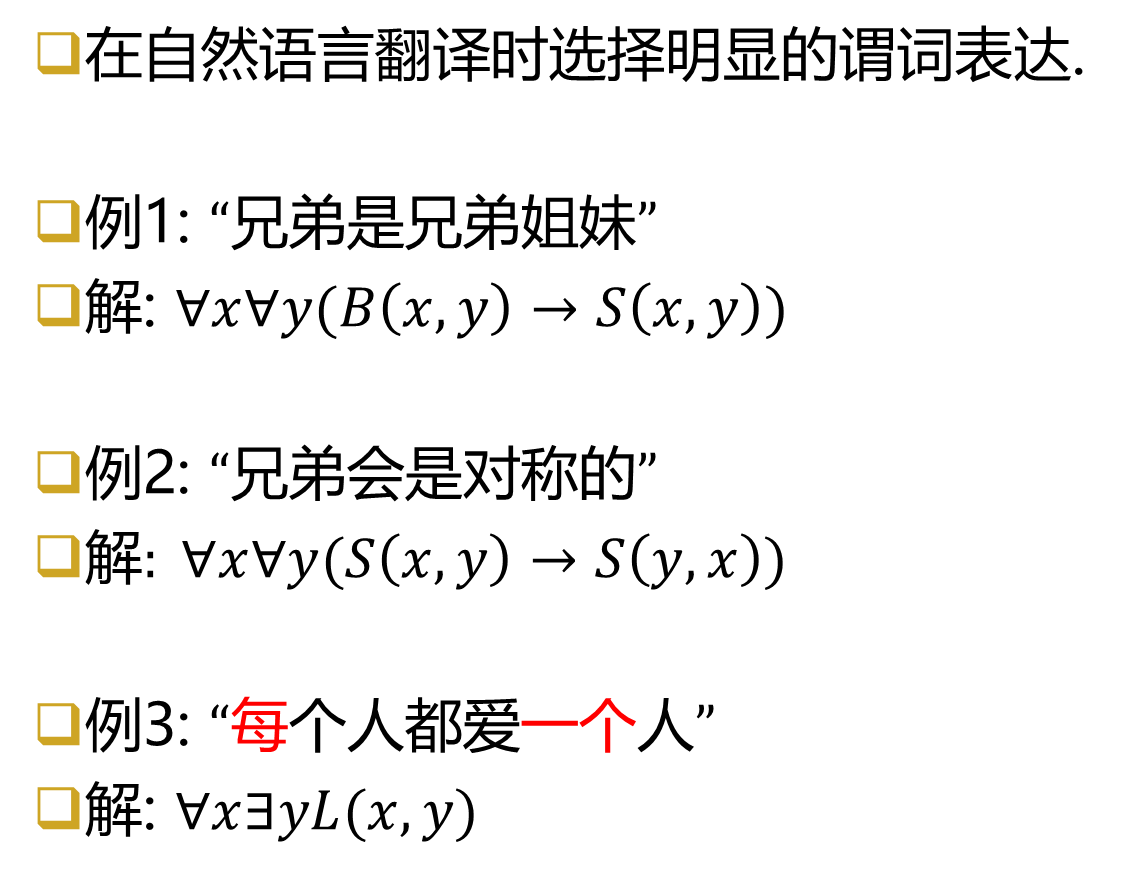 ❑在自然语言翻译时选择明显的谓词表达.
❑例1: “兄弟是兄弟姐妹”
❑解: ∀x∀y(B(x,y) → S(x,y))
❑例2: “兄弟会是对称的”
❑解: ∀x∀y(S(x,y) → S(y,x))
❑例3: “每个人都爱一个人”
❑解: ∀x∃yL(x,y)